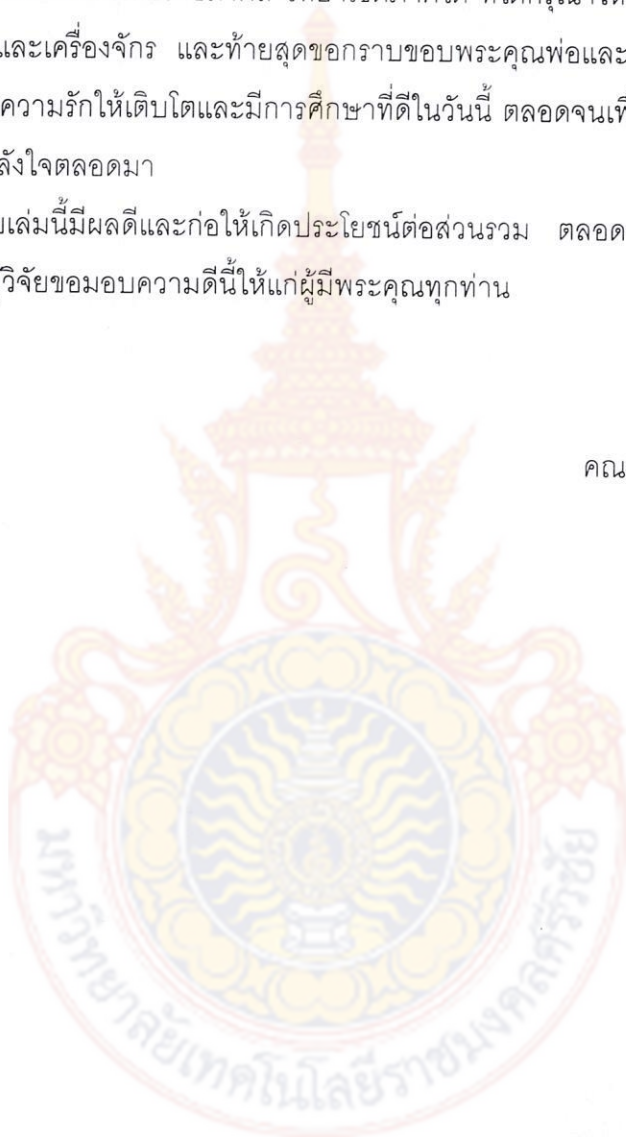 และเครื่องจักร และท้ายสุดขอกราบขอบพระคุณพ่อและ
ความรักให้เติบโตและมีการศึกษาที่ดีในวันนี้ ตลอดจนเพื
ลังใจตลอดมา
เล่มนี้มีผลดีและก่อให้เกิดประโยชน์ต่อส่วนรวม ตลอด
วิจัยขอมอบความดีนี้ให้แก่ผู้มีพระคุณทุกท่าน
คณ
มหาวิทยาลัยเทคโนโลยีราชมงคลศรีวิชัย